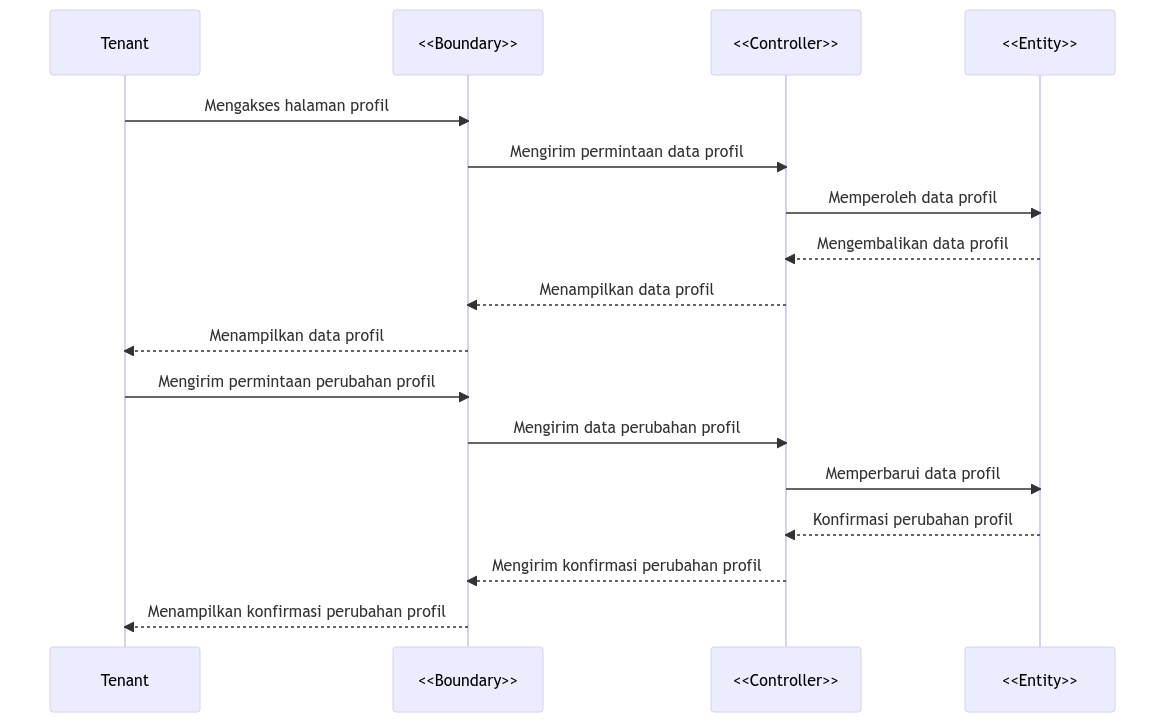 Tenant
<<Boundary>>
<<Controller>>
<<Entity>>
Mengakses halaman profil
Mengirim permintaan data profil
Memperoleh data profil
Mengembalikan data profil
Menampilkan data profil
Menampilkan data profil
Mengirim permintaan perubahan profil
Mengirim data perubahan profil
Memperbarui data profil
Konfirmasi perubahan profil
Mengirim konfirmasi perubahan profil
Menampilkan konfirmasi perubahan profil
Tenant
<<Boundary>>
<<Controller>>
<<Entity>>